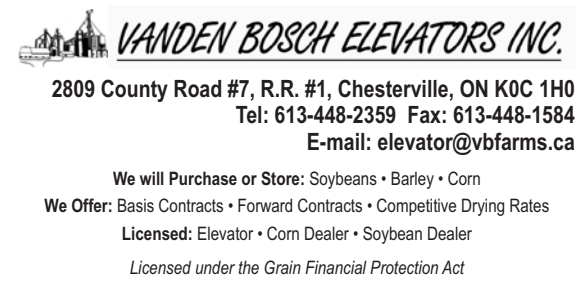 VANDEN BOSCH ELEVATORS INC.
2809 County Road #7, R.R. #1, Chesterville, ON K0C 1H0
Tel: 613-448-2359 Fax: 613-448-1584
E-mail: elevator@vbfarms.ca
We will Purchase or Store: Soybeans • Barley • Corn
We Offer: Basis Contracts • Forward Contracts • Competitive Drying Rates
Licensed: Elevator • Corn Dealer • Soybean Dealer
Licensed under the Grain Financial Protection Act